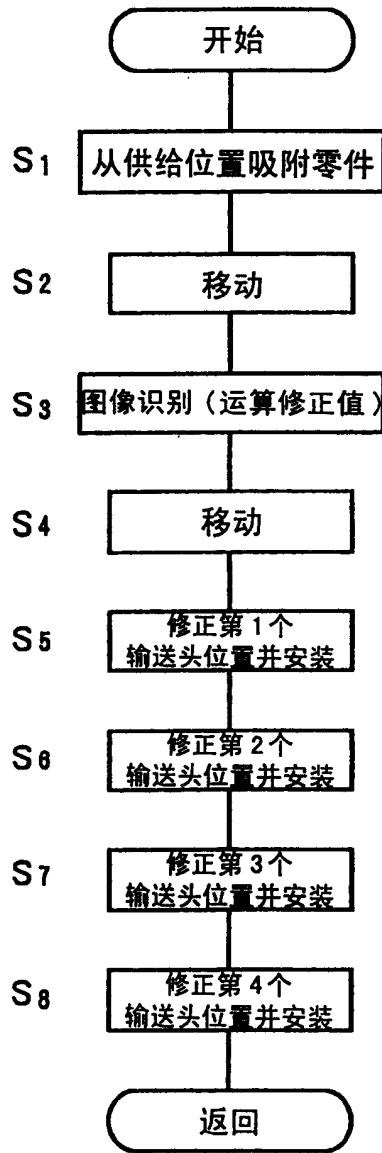 开始
S1 从供给位置吸附零件
S2 移动
S3 图像识别（运算修正值）
S4 移动
S5 修正第1个
输送头位置并安装
S6 修正第2个
输送头位置并安装
S7 修正第3个
输送头位置并安装
S8 修正第4个
输送头位置并安装
返回